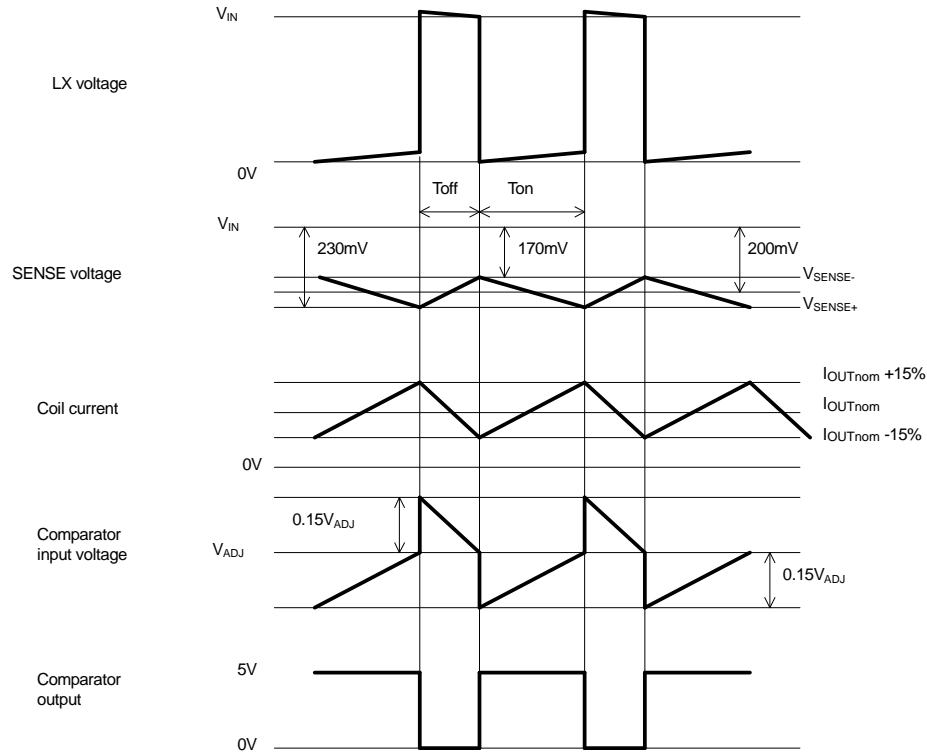 VIN
LX voltage
0V
Toff
Ton
VIN
230mV
170mV
200mV
SENSE voltage
VSENSE-
VSENSE+
IOUTnom +15%
Coil current
IOUTnom
IOUTnom -15%
0V
0.15VADJ
Comparator
input voltage
VADJ
0.15VADJ
5V
Comparator
output
0V